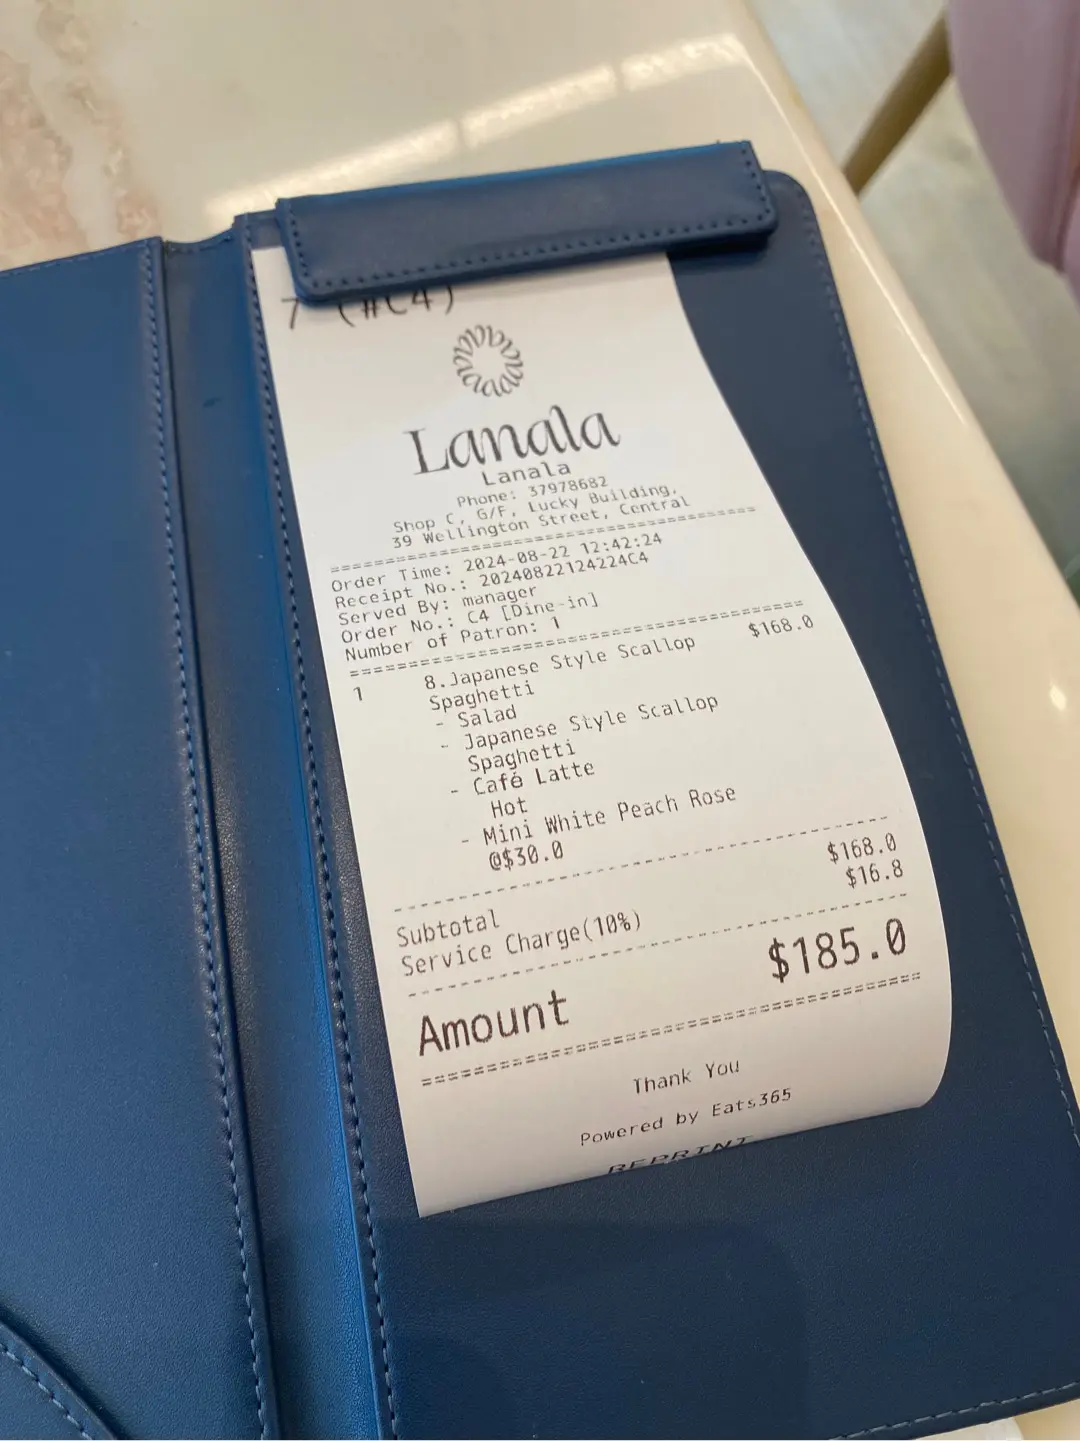 7 (#C4)
Lanala
Lanala
Phone: 37978682
Shop C, G/F, Lucky Building,
39 Wellington Street, Central
Order Time: 2024-08-22 12:42:24
Receipt No.: 20240822124224C4
Served By: manager
Order No.: C4 [Dine-in]
Number of Patron: 1
1 8.Japanese Style Scallop $168.0
Spaghetti
- Salad
- Japanese Style Scallop
Spaghetti
- Café Latte
Hot
- Mini White Peach Rose
@$30.0
Subtotal $168.0
Service Charge(10%) $16.8
Amount $185.0
Thank You
Powered by Eats365
REPRINT